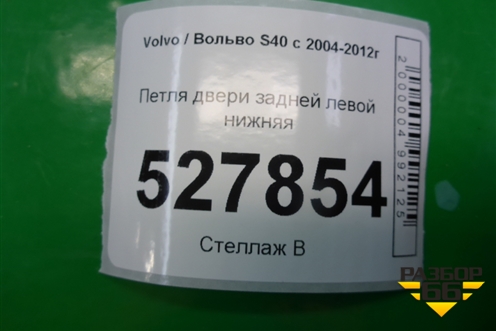 Volvo / Вольво S40 с 2004-2012г
Петля двери задней левой
нижняя
527854
Стеллаж В
2000004992125
РАЗБОР
66